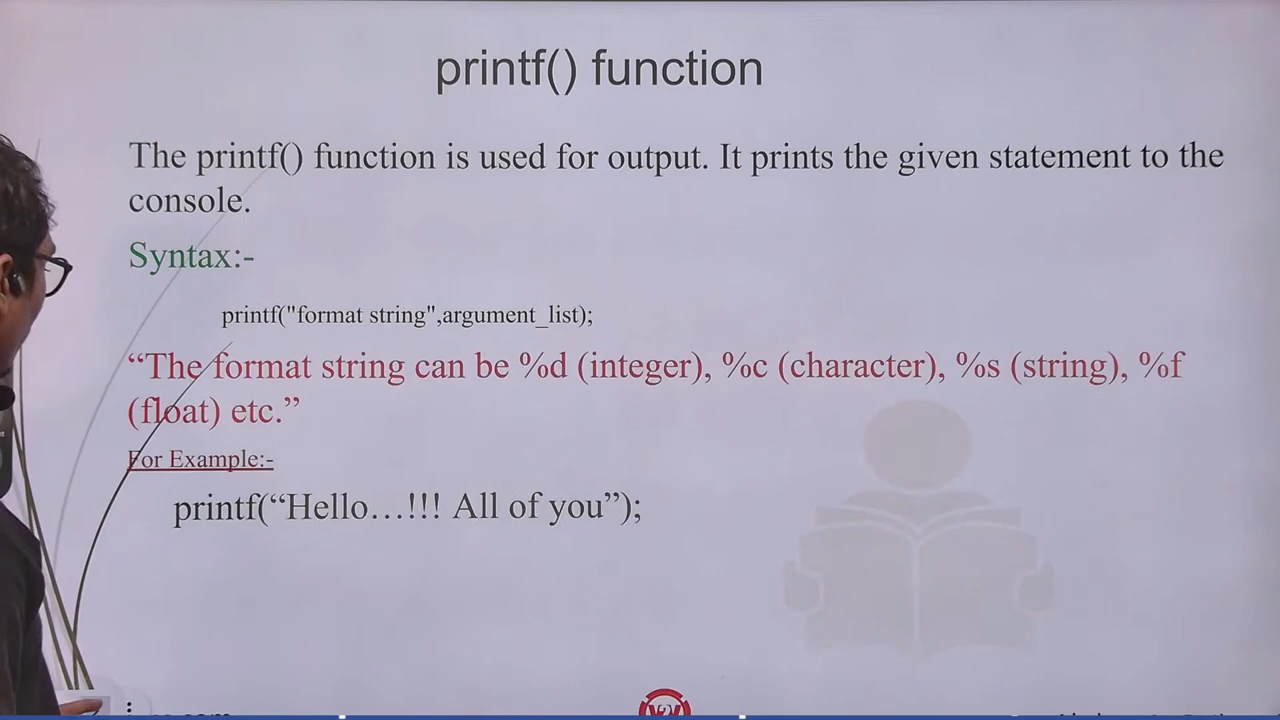 printf() function
The printf() function is used for output. It prints the given statement to the
console.
Syntax:-
printf("format string",argument_list);
“The format string can be %d (integer), %c (character), %s (string), %f
(float) etc.”
For Example:-
printf(“Hello…!!! All of you”);